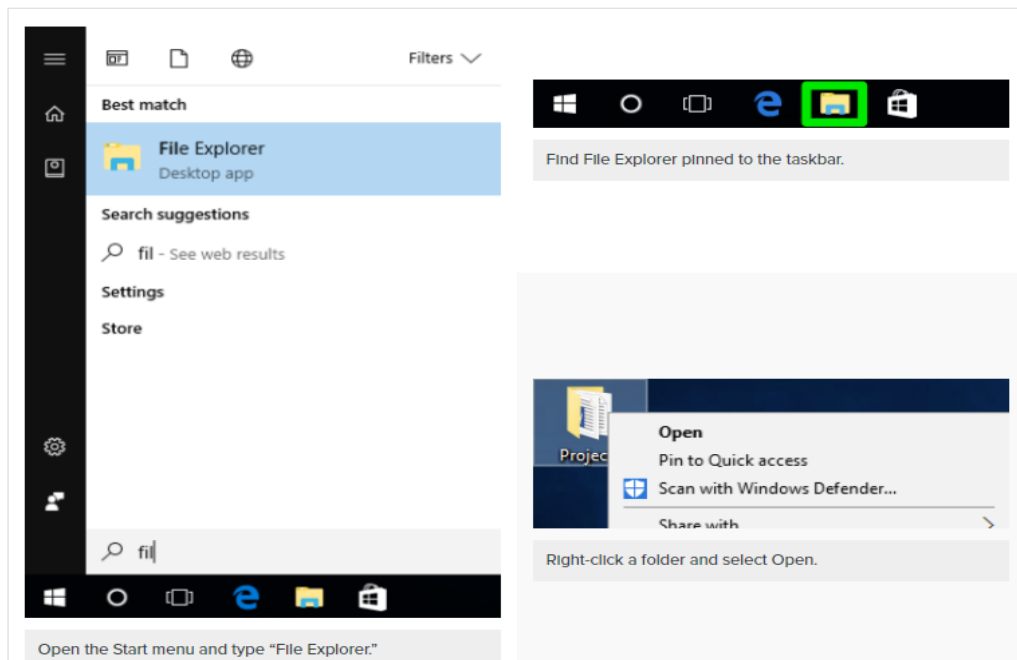 Filters
Best match
File Explorer
Desktop app
Search suggestions
fil - See web results
Settings
Store
fil
Open the Start menu and type “File Explorer.”
Find File Explorer pinned to the taskbar.
Projec
Open
Pin to Quick access
Scan with Windows Defender...
Share with
Right-click a folder and select Open.